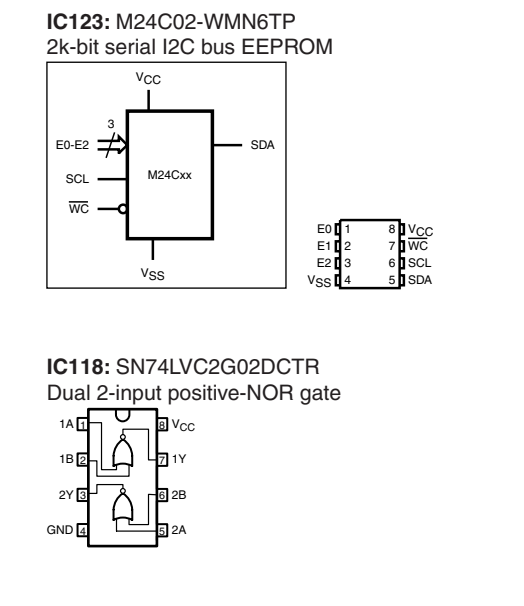 IC123: M24C02-WMN6TP
2k-bit serial I2C bus EEPROM
VCC
3
E0-E2
SDA
SCL
M24Cxx
WC
VSS
E0 1 8 VCC
E1 2 7 WC
E2 3 6 SCL
VSS 4 5 SDA
IC118: SN74LVC2G02DCTR
Dual 2-input positive-NOR gate
1A 1 8 VCC
1B 2 7 1Y
2Y 3 6 2B
GND 4 5 2A